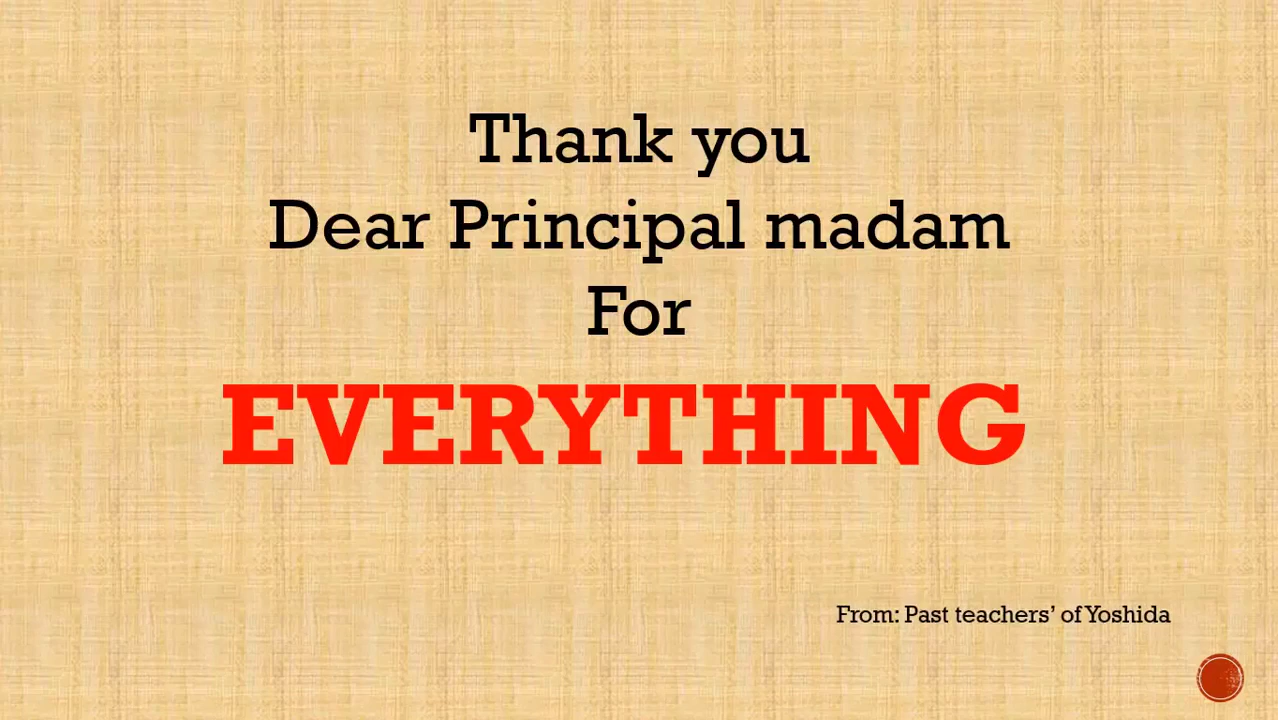 Thank you
Dear Principal madam
For
EVERYTHING
From: Past teachers’ of Yoshida